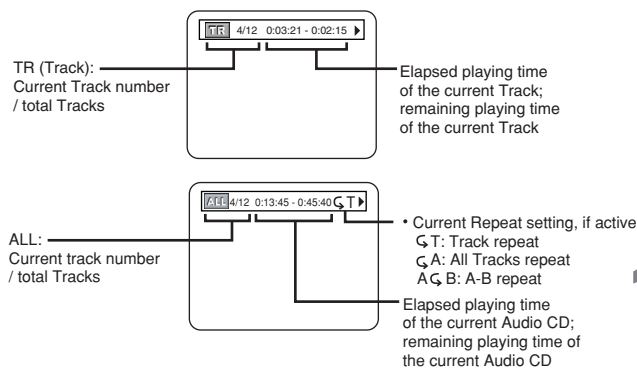 TR 4/12 0:03:21 - 0:02:15
TR (Track):
Current Track number
/ total Tracks
Elapsed playing time
of the current Track;
remaining playing time
of the current Track
ALL 4/12 0:13:45 - 0:45:40 T
ALL:
Current track number
/ total Tracks
• Current Repeat setting, if active
T: Track repeat
A: All Tracks repeat
A B: A-B repeat
Elapsed playing time
of the current Audio CD;
remaining playing time of
the current Audio CD